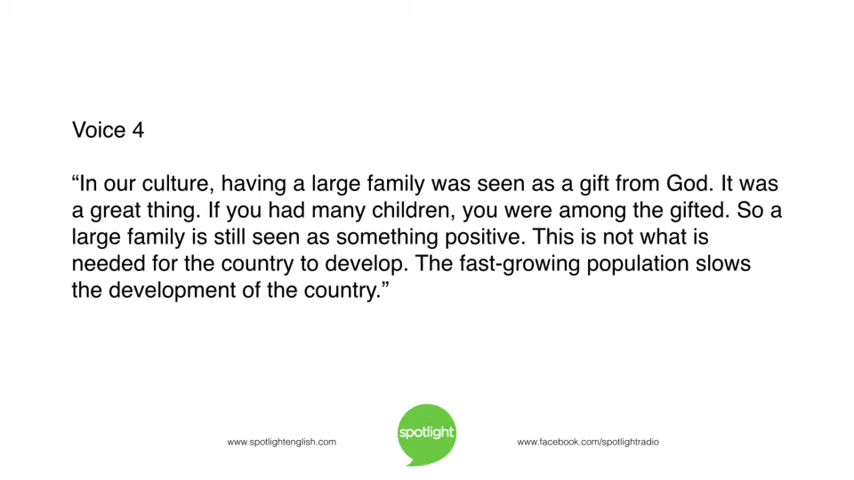 Voice 4
“In our culture, having a large family was seen as a gift from God. It was
a great thing. If you had many children, you were among the gifted. So a
large family is still seen as something positive. This is not what is
needed for the country to develop. The fast-growing population slows
the development of the country.”
www.spotlightenglish.com
spotlight
www.facebook.com/spotlightradio